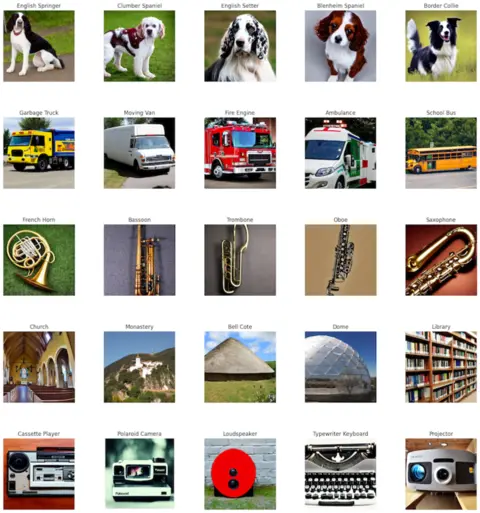 English Springer
Clumber Spaniel
English Setter
Blenheim Spaniel
Border Collie
Garbage Truck
Moving Van
Fire Engine
Ambulance
School Bus
French Horn
Bassoon
Trombone
Oboe
Saxophone
Church
Monastery
Bell Cote
Dome
Library
Cassette Player
Polaroid Camera
Loudspeaker
Typewriter Keyboard
Projector